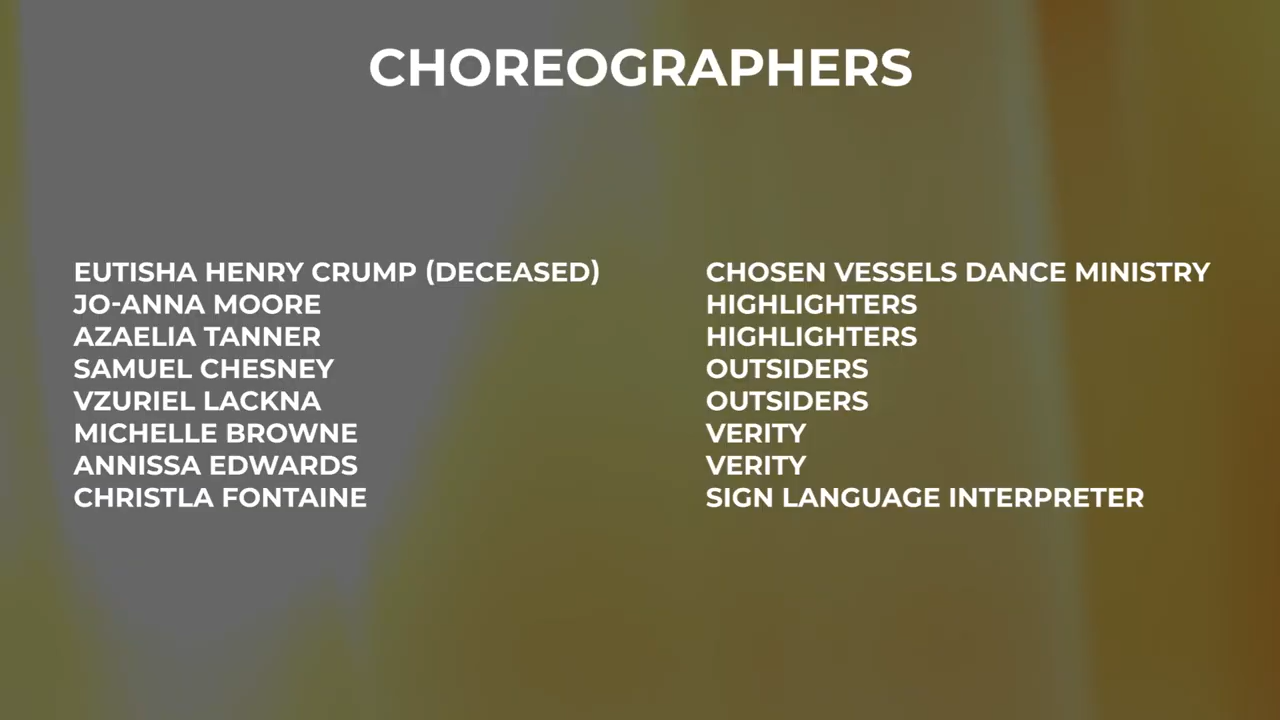 CHOREOGRAPHERS
EUTISHA HENRY CRUMP (DECEASED) CHOSEN VESSELS DANCE MINISTRY
JO-ANNA MOORE HIGHLIGHTERS
AZAELIA TANNER HIGHLIGHTERS
SAMUEL CHESNEY OUTSIDERS
VZURIEL LACKNA OUTSIDERS
MICHELLE BROWNE VERITY
ANNISSA EDWARDS VERITY
CHRISTLA FONTAINE SIGN LANGUAGE INTERPRETER